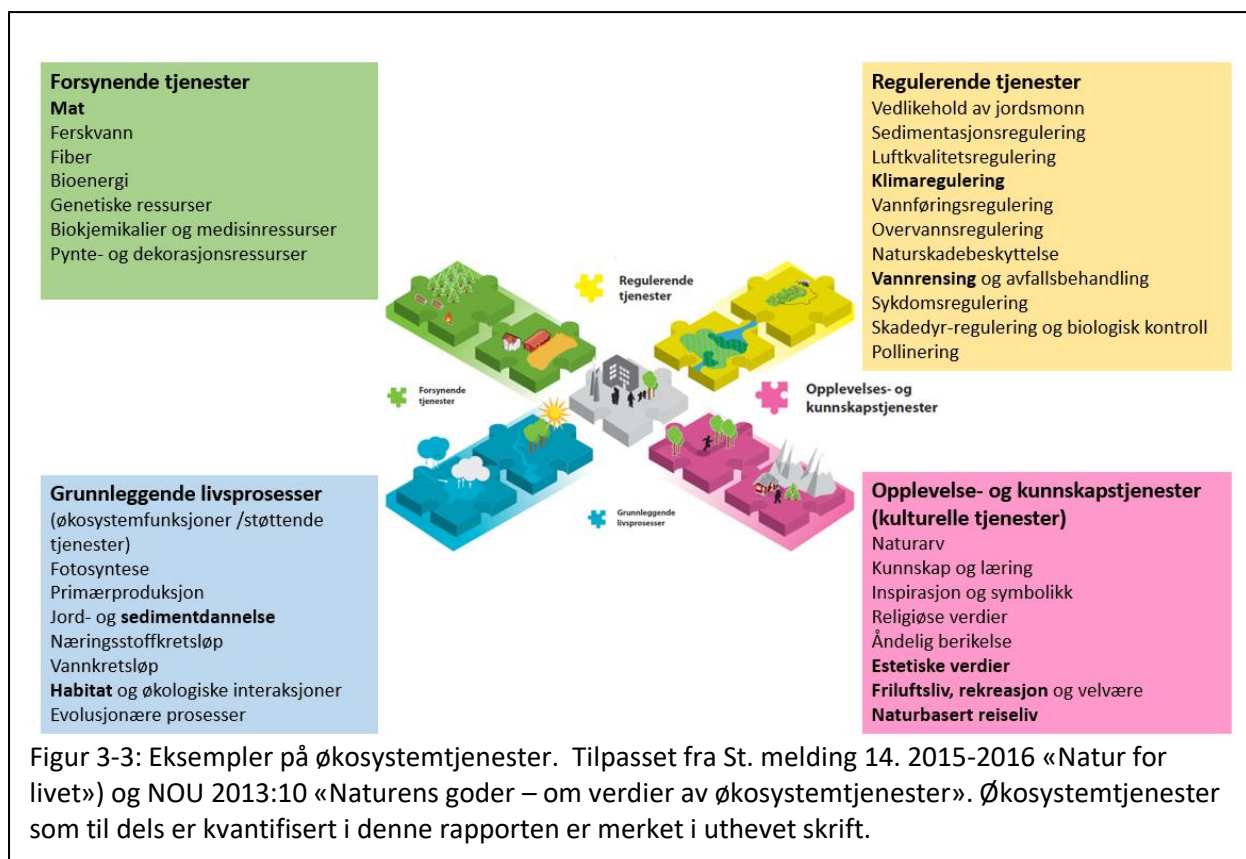 Forsynende tjenester
Mat
Ferskvann
Fiber
Bioenergi
Genetiske ressurser
Biokjemikalier og medisinressurser
Pynte- og dekorasjonsressurser
Regulerende tjenester
Vedlikehold av jordsmonn
Sedimentasjonsregulering
Luftkvalitetsregulering
Klimaregulering
Vannføringsregulering
Overvannsregulering
Naturskadebeskyttelse
Vannrensing og avfallsbehandling
Sykdomsregulering
Skadedyr-regulering og biologisk kontroll
Pollinering
Regulerende
tjenester
Forsynende
tjenester
Opplevelses- og
kunnskapstjenester
Grunnleggende
livsprosesser
Grunnleggende livsprosesser
(økosystemfunksjoner /støttende
tjenester)
Fotosyntese
Primærproduksjon
Jord- og sedimentdannelse
Næringsstoffkretsløp
Vannkretsløp
Habitat og økologiske interaksjoner
Evolusjonære prosesser
Opplevelse- og kunnskapstjenester
(kulturelle tjenester)
Naturarv
Kunnskap og læring
Inspirasjon og symbolikk
Religiøse verdier
Åndelig berikelse
Estetiske verdier
Friluftsliv, rekreasjon og velvære
Naturbasert reiseliv
Figur 3-3: Eksempler på økosystemtjenester. Tilpasset fra St. melding 14. 2015-2016 «Natur for
livet») og NOU 2013:10 «Naturens goder – om verdier av økosystemtjenester». Økosystemtjenester
som til dels er kvantifisert i denne rapporten er merket i uthevet skrift.